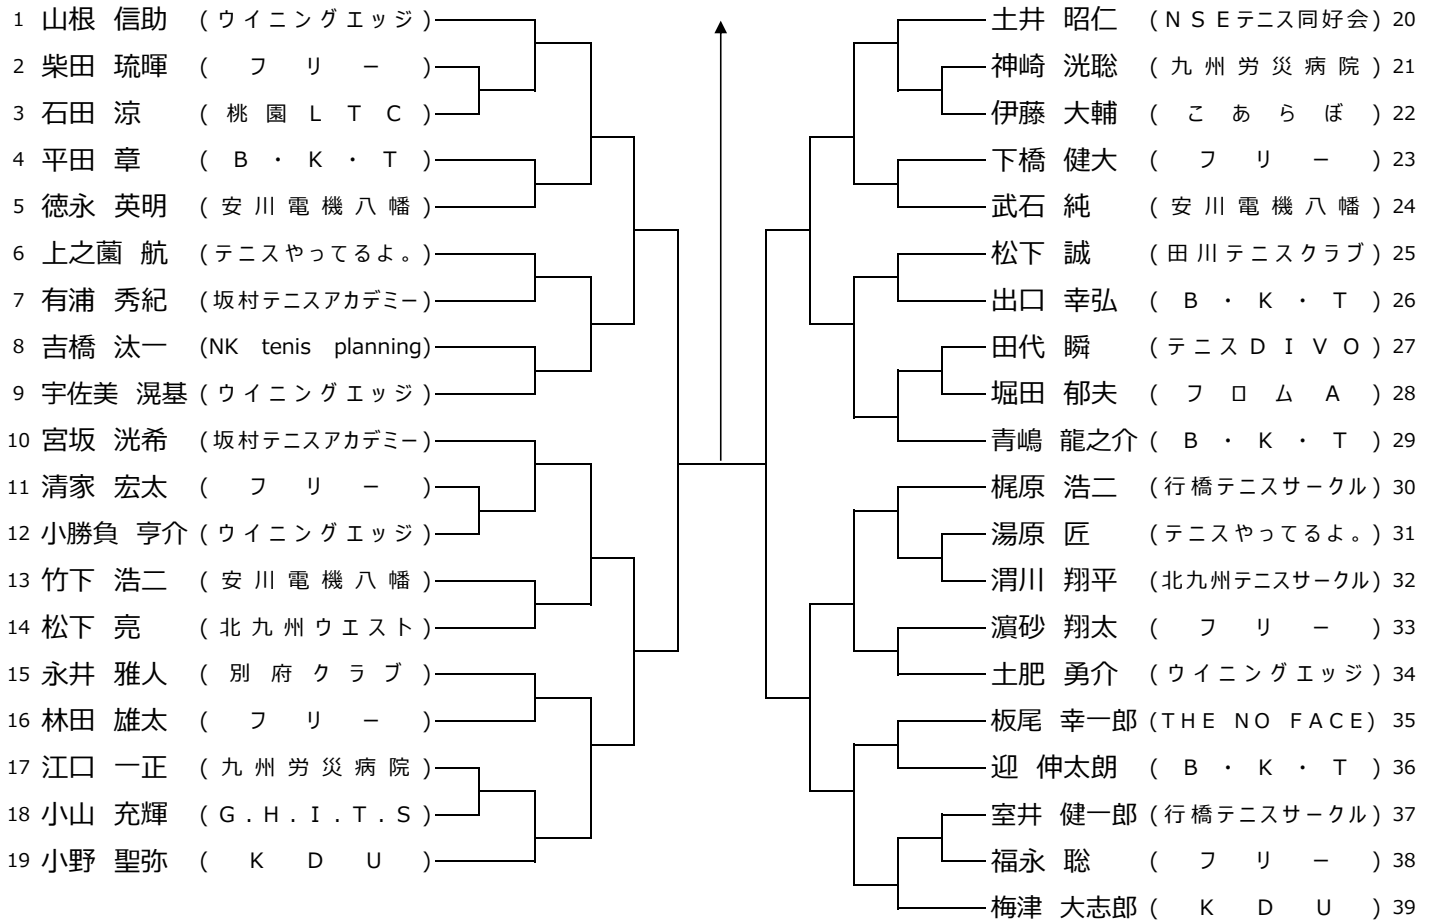 1 山根 信助 (ウイニングエッジ)
2 柴田 琉暉 (フリー)
3 石田 涼 (桃園LTC)
4 平田 章 (B・K・T)
5 徳永 英明 (安川電機八幡)
6 上之薗 航 (テニスやってるよ。)
7 有浦 秀紀 (坂村テニスアカデミー)
8 吉橋 汰一 (NK tenis planning)
9 宇佐美 滉基 (ウイニングエッジ)
10 宮坂 洸希 (坂村テニスアカデミー)
11 清家 宏太 (フリー)
12 小勝負 亨介 (ウイニングエッジ)
13 竹下 浩二 (安川電機八幡)
14 松下 亮 (北九州ウエスト)
15 永井 雅人 (別府クラブ)
16 林田 雄太 (フリー)
17 江口 一正 (九州労災病院)
18 小山 充輝 (G.H.I.T.S)
19 小野 聖弥 (KDU)
土井 昭仁 (NSEテニス同好会) 20
神崎 洸聡 (九州労災病院) 21
伊藤 大輔 (こあらぼ) 22
下橋 健大 (フリー) 23
武石 純 (安川電機八幡) 24
松下 誠 (田川テニスクラブ) 25
出口 幸弘 (B・K・T) 26
田代 瞬 (テニスDIVO) 27
堀田 郁夫 (フロムA) 28
青嶋 龍之介 (B・K・T) 29
梶原 浩二 (行橋テニスサークル) 30
湯原 匠 (テニスやってるよ。) 31
渭川 翔平 (北九州テニスサークル) 32
濵砂 翔太 (フリー) 33
土肥 勇介 (ウイニングエッジ) 34
板尾 幸一郎 (THE NO FACE) 35
迎 伸太朗 (B・K・T) 36
室井 健一郎 (行橋テニスサークル) 37
福永 聡 (フリー) 38
梅津 大志郎 (KDU) 39